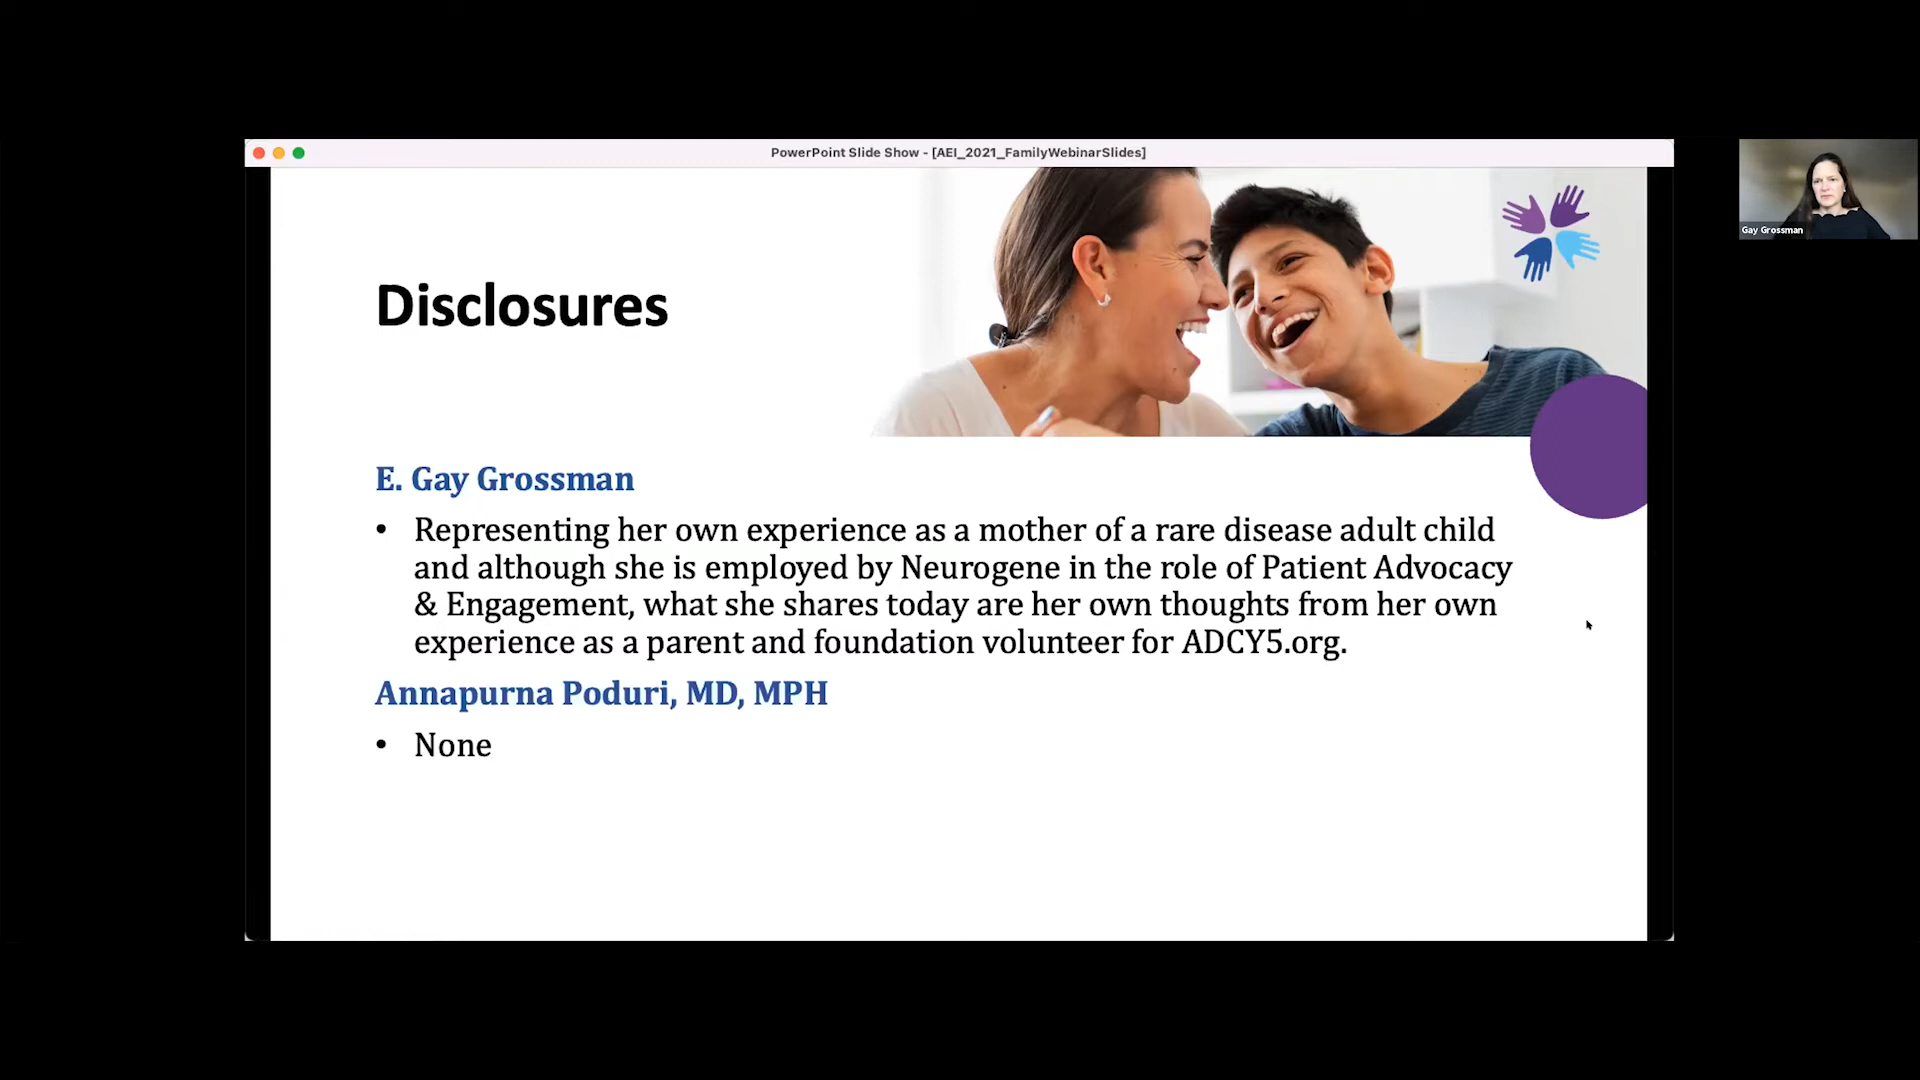 PowerPoint Slide Show - [AEI_2021_FamilyWebinarSlides]
Gay Grossman
Disclosures
E. Gay Grossman
• Representing her own experience as a mother of a rare disease adult child
and although she is employed by Neurogene in the role of Patient Advocacy
& Engagement, what she shares today are her own thoughts from her own
experience as a parent and foundation volunteer for ADCY5.org.
Annapurna Poduri, MD, MPH
• None